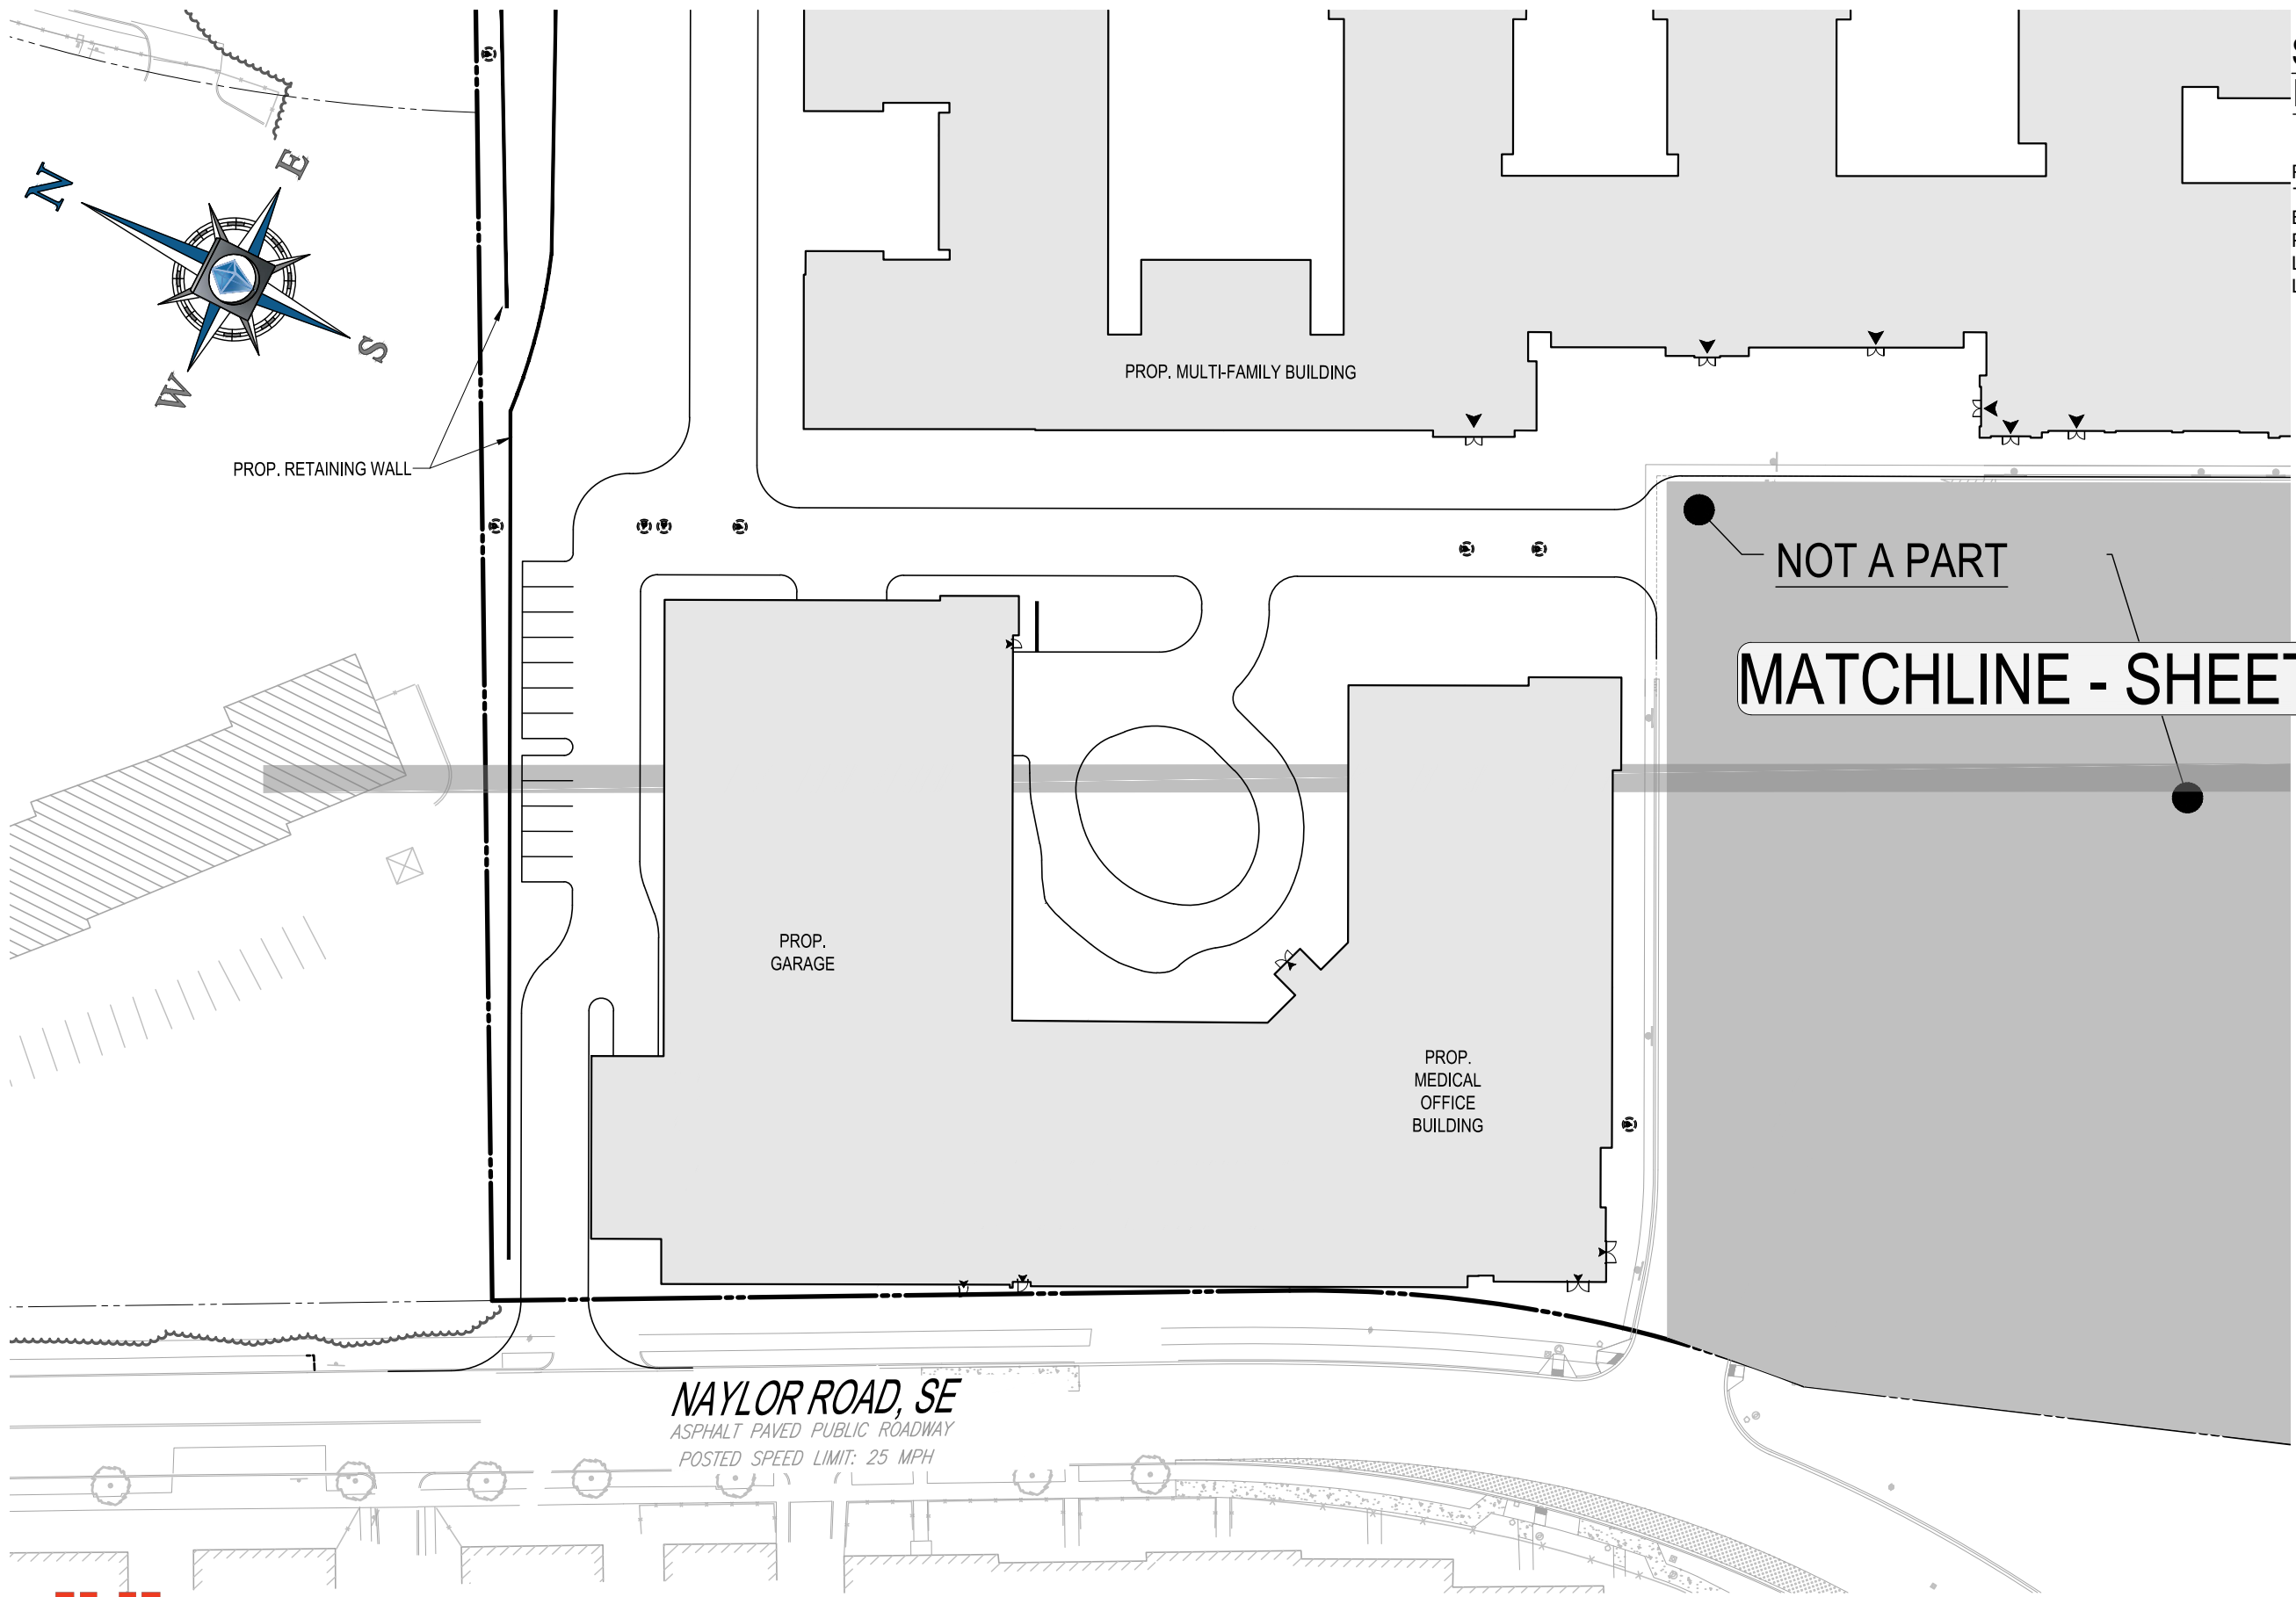 N
E
S
W
PROP. MULTI-FAMILY BUILDING
PROP. RETAINING WALL
NOT A PART
MATCHLINE - SHEET
PROP.
GARAGE
PROP.
MEDICAL
OFFICE
BUILDING
NAYLOR ROAD, SE
ASPHALT PAVED PUBLIC ROADWAY
POSTED SPEED LIMIT: 25 MPH